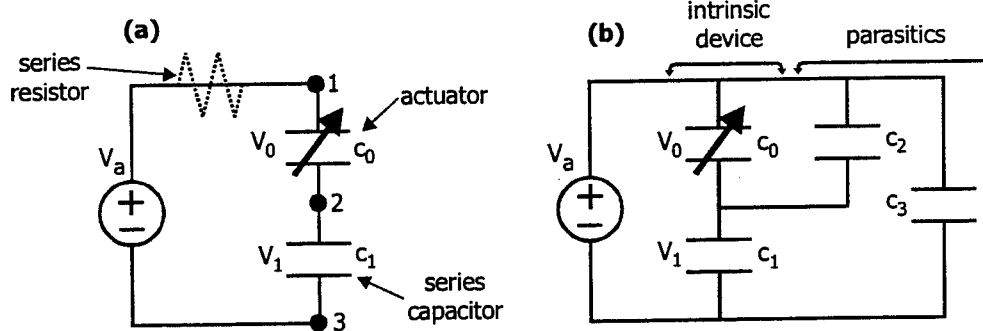 (a)
series
resistor
1
actuator
V0
c0
Va
2
V1
c1
series
capacitor
3
(b)
intrinsic
device
parasitics
V0
c0
c2
Va
c3
V1
c1